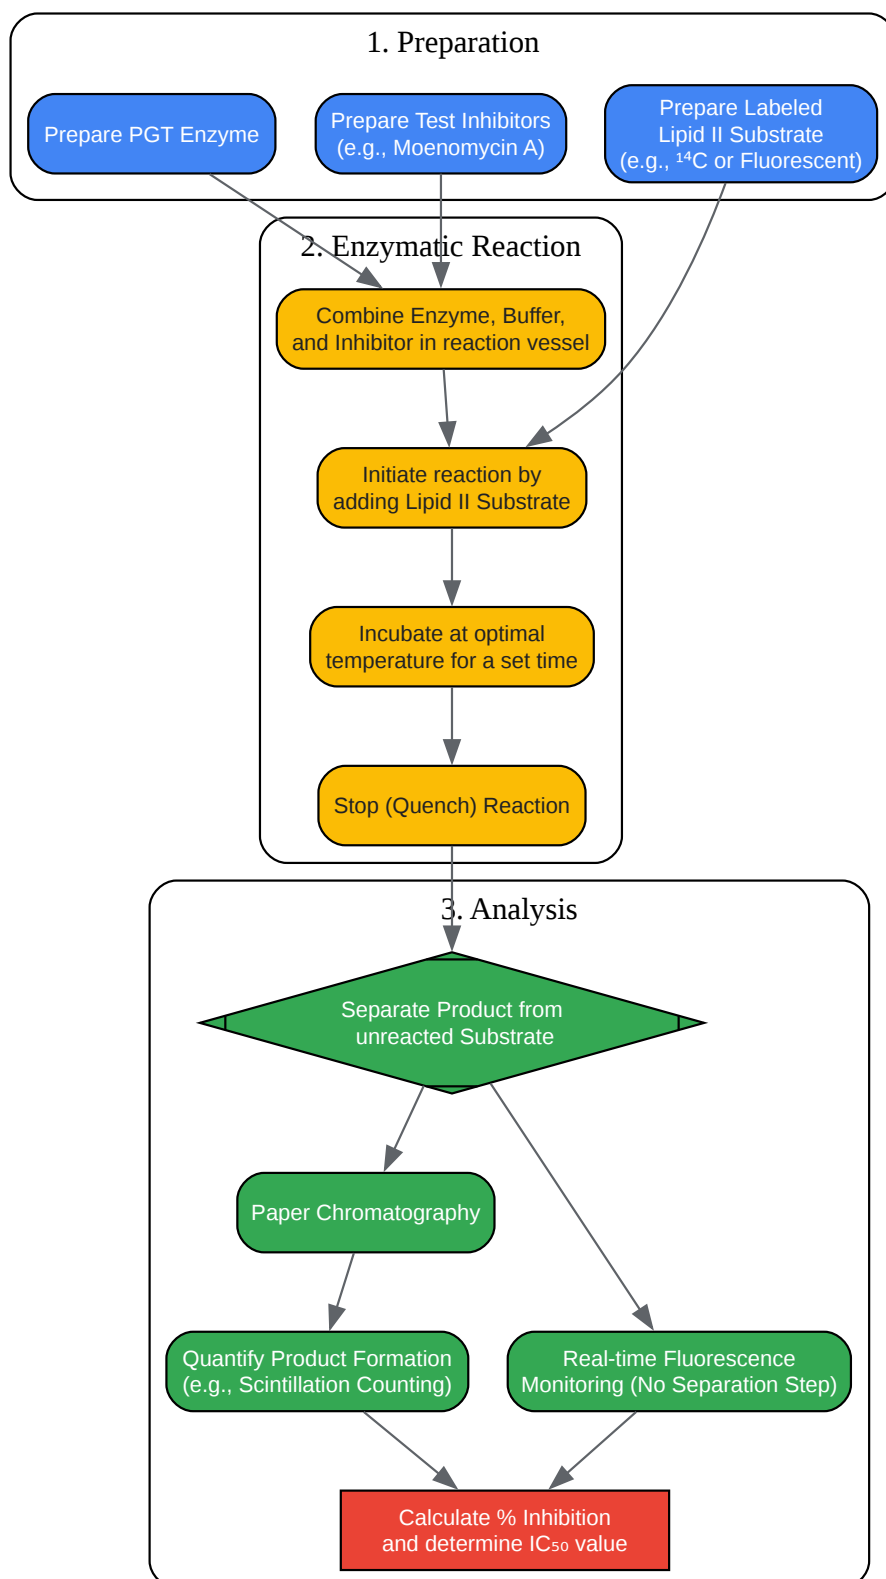 1. Preparation
Prepare PGT Enzyme
Prepare Test Inhibitors
(e.g., Moenomycin A)
Prepare Labeled
Lipid II Substrate
(e.g., ¹⁴C or Fluorescent)
2. Enzymatic Reaction
Combine Enzyme, Buffer,
and Inhibitor in reaction vessel
Initiate reaction by
adding Lipid II Substrate
Incubate at optimal
temperature for a set time
Stop (Quench) Reaction
3. Analysis
Separate Product from
unreacted Substrate
Paper Chromatography
Quantify Product Formation
(e.g., Scintillation Counting)
Real-time Fluorescence
Monitoring (No Separation Step)
Calculate % Inhibition
and determine IC₅₀ value